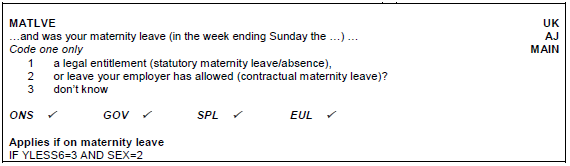 MATLVE UK
…and was your maternity leave (in the week ending Sunday the …) … AJ
Code one only MAIN
1 a legal entitlement (statutory maternity leave/absence),
2 or leave your employer has allowed (contractual maternity leave)?
3 don't know
ONS ✓ GOV ✓ SPL ✓ EUL ✓
Applies if on maternity leave
IF YLESS6=3 AND SEX=2